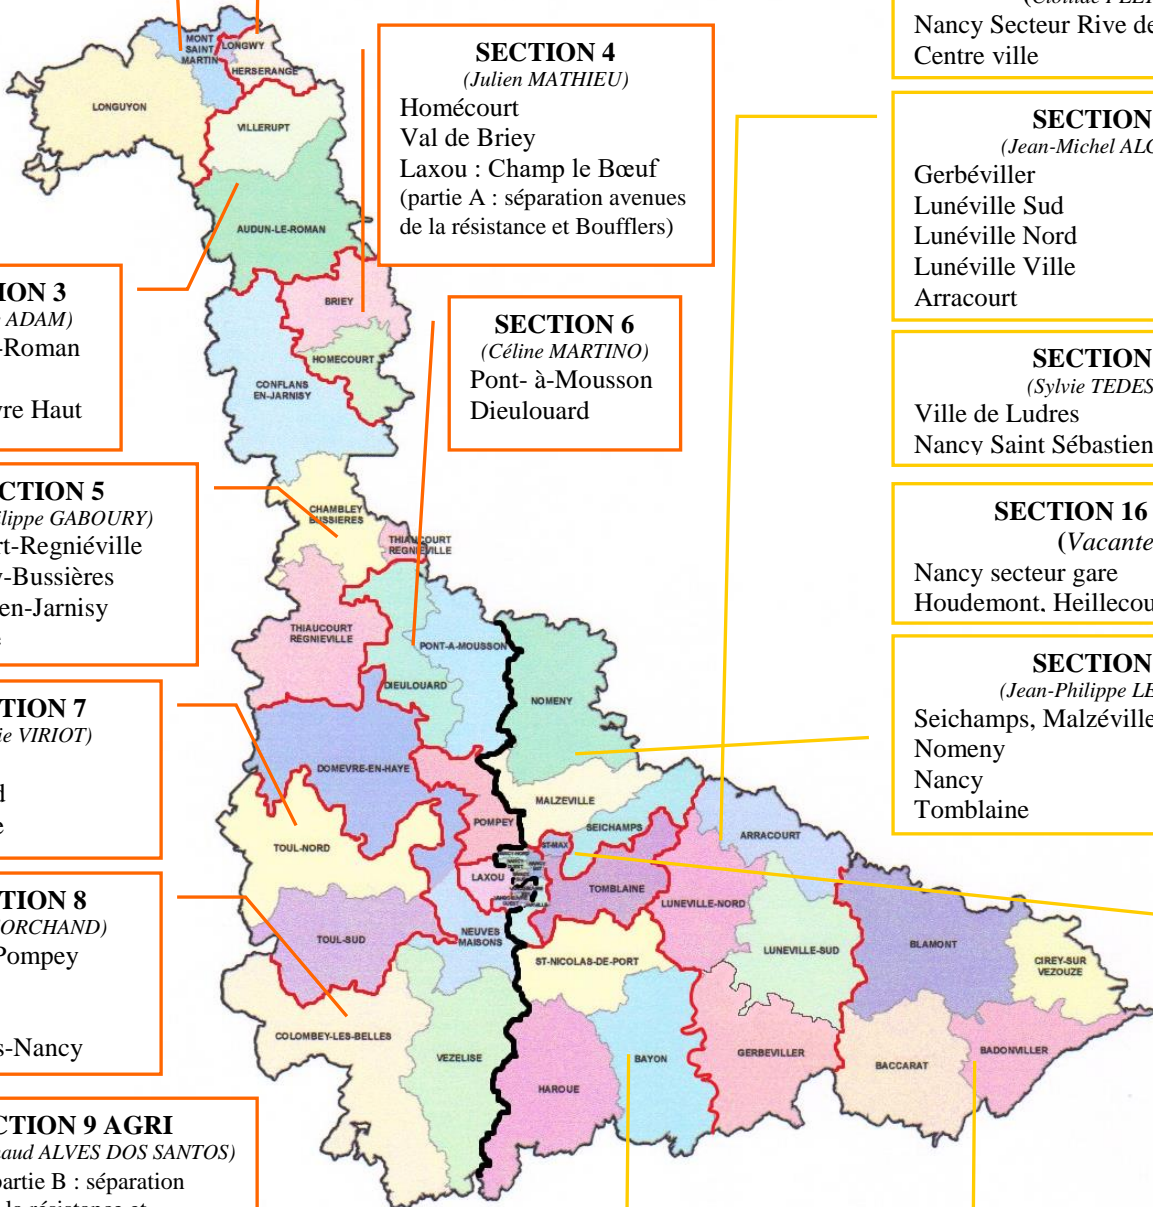 Nancy Secteur Rive de
Centre ville
SECTION 4
(Julien MATHIEU)
Homécourt
Val de Briey
Laxou : Champ le Bœuf
(partie A : séparation avenues
de la résistance et Boufflers)
SECTION
(Jean-Michel ALC
Gerbéviller
Lunéville Sud
Lunéville Nord
Lunéville Ville
Arracourt
ION 3
ADAM)
-Roman
re Haut
SECTION 6
(Céline MARTINO)
Pont- à-Mousson
Dieulouard
SECTION
(Sylvie TEDES
Ville de Ludres
Nancy Saint Sébastien
CTION 5
ilippe GABOURY)
rt-Regniéville
y-Bussières
en-Jarnisy
SECTION 16
(Vacante
Nancy secteur gare
Houdemont, Heillecou
SECTION
(Jean-Philippe LE
Seichamps, Malzéville
Nomeny
Nancy
Tomblaine
TION 7
ie VIRIOT)
d
e
TION 8
ORCHAND)
Pompey
s-Nancy
CTION 9 AGRI
naud ALVES DOS SANTOS)
partie B : séparation
la résistance et
MONT
SAINT
MARTIN
LONGWY
HERSERANGE
LONGUYON
VILLERUPT
AUDUN-LE-ROMAN
BRIEY
HOMECOURT
CONFLANS
EN-JARNISY
CHAMBLEY
BUSSIERES
THIAUCOURT
REGNIEVILLE
THIAUCOURT
REGNIEVILLE
PONT-A-MOUSSON
DIEULOUARD
NOMENY
DOMEVRE-EN-HAYE
MALZEVILLE
POMPEY
SEICHAMPS
ARRACOURT
TOUL-NORD
ST-MAX
LAXOU
TOMBLAINE
LUNEVILLE-NORD
TOUL-SUD
NEUVES
MAISONS
LUNEVILLE-SUD
BLAMONT
ST-NICOLAS-DE-PORT
CIREY-SUR
VEZOUZE
COLOMBEY-LES-BELLES
VEZELISE
BAYON
GERBEVILLER
BADONVILLER
BACCARAT
HAROUE